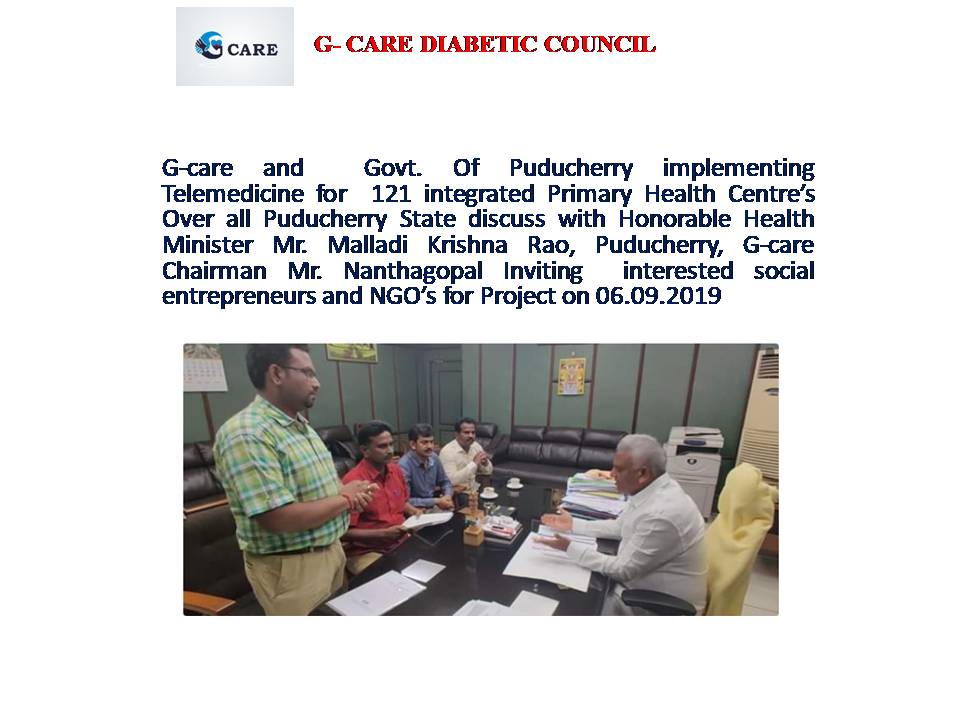 G CARE
G- CARE DIABETIC COUNCIL
G-care and Govt. Of Puducherry implementing
Telemedicine for 121 integrated Primary Health Centre's
Over all Puducherry State discuss with Honorable Health
Minister Mr. Malladi Krishna Rao, Puducherry, G-care
Chairman Mr. Nanthagopal Inviting interested social
entrepreneurs and NGO's for Project on 06.09.2019